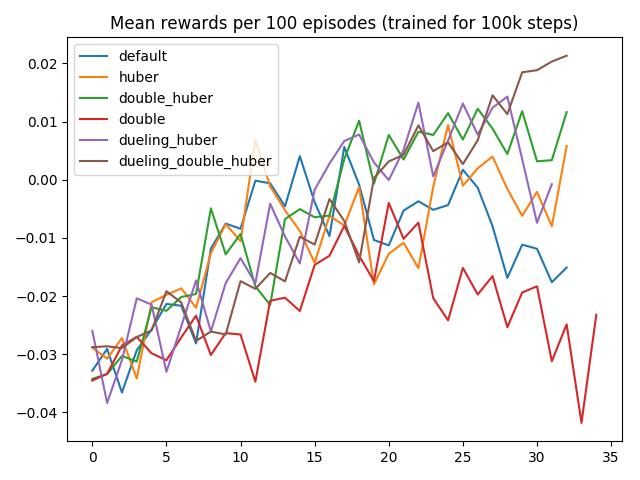 Mean rewards per 100 episodes (trained for 100k steps)
default
huber
double_huber
double
dueling_huber
dueling_double_huber
0.02
0.01
0.00
−0.01
−0.02
−0.03
−0.04
0 5 10 15 20 25 30 35